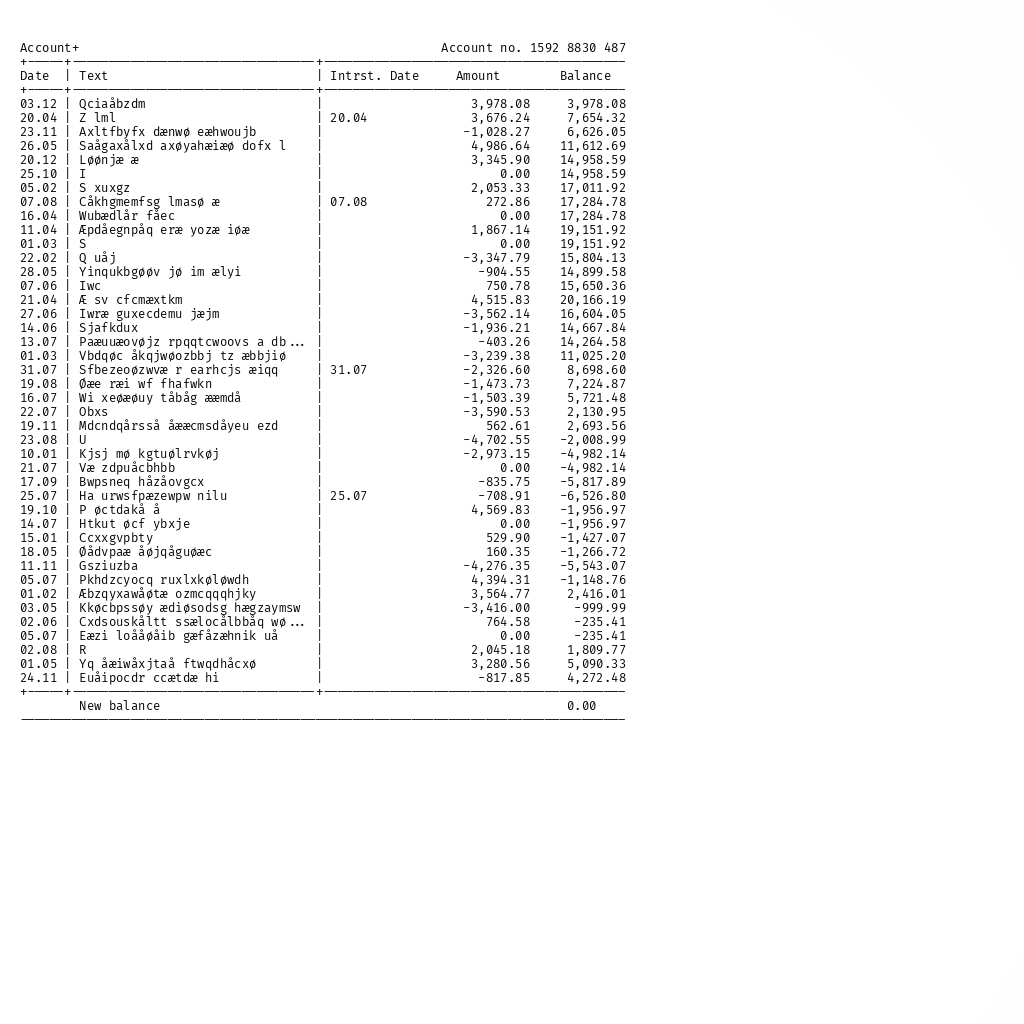 Account+ Account no. 1592 8830 487
+-----+---------------------------------+-----------------------------------------
Date | Text | Intrst. Date Amount Balance
+-----+---------------------------------+-----------------------------------------
03.12 | Qciaåbzdm | 3,978.08 3,978.08
20.04 | Z lml | 20.04 3,676.24 7,654.32
23.11 | Axltfbyfx dænwø eæhwoujb | -1,028.27 6,626.05
26.05 | Saågaxålxd axøyahæiæø dofx l | 4,986.64 11,612.69
20.12 | Løønjæ æ | 3,345.90 14,958.59
25.10 | I | 0.00 14,958.59
05.02 | S xuxgz | 2,053.33 17,011.92
07.08 | Cåkhgmemfsg lmasø æ | 07.08 272.86 17,284.78
16.04 | Wubædlår fåec | 0.00 17,284.78
11.04 | Æpdåegnpåq eræ yozæ iøæ | 1,867.14 19,151.92
01.03 | S | 0.00 19,151.92
22.02 | Q uåj | -3,347.79 15,804.13
28.05 | Yinqukbgøøv jø im ælyi | -904.55 14,899.58
07.06 | Iwc | 750.78 15,650.36
21.04 | Æ sv cfcmæxtkm | 4,515.83 20,166.19
27.06 | Iwræ guxecdemu jæjm | -3,562.14 16,604.05
14.06 | Sjafkdux | -1,936.21 14,667.84
13.07 | Paæuuæovøjz rpqqtcwoovs a db... | -403.26 14,264.58
01.03 | Vbdqøc åkqjwøozbbj tz æbbjiø | -3,239.38 11,025.20
31.07 | Sfbezeoøzwvæ r earhcjs æiqq | 31.07 -2,326.60 8,698.60
19.08 | Øæe ræi wf fhafwkn | -1,473.73 7,224.87
16.07 | Wi xeøæøuy tåbåg ææmdå | -1,503.39 5,721.48
22.07 | Obxs | -3,590.53 2,130.95
19.11 | Mdcndqårsså åææcmsdåyeu ezd | 562.61 2,693.56
23.08 | U | -4,702.55 -2,008.99
10.01 | Kjsj mø kgtuølrvkøj | -2,973.15 -4,982.14
21.07 | Væ zdpuåcbhbb | 0.00 -4,982.14
17.09 | Bwpsneq håzåovgcx | -835.75 -5,817.89
25.07 | Ha urwsfpæzewpw nilu | 25.07 -708.91 -6,526.80
19.10 | P øctdakå å | 4,569.83 -1,956.97
14.07 | Htkut øcf ybxje | 0.00 -1,956.97
15.01 | Ccxxgvpbty | 529.90 -1,427.07
18.05 | Øådvpaæ åøjqåguøæc | 160.35 -1,266.72
11.11 | Gsziuzba | -4,276.35 -5,543.07
05.07 | Pkhdzcyocq ruxlxkøløwdh | 4,394.31 -1,148.76
01.02 | Æbzqyxawåøtæ ozmcqqqhjky | 3,564.77 2,416.01
03.05 | Kkøcbpssøy ædiøsodsg hægzaymsw | -3,416.00 -999.99
02.06 | Cxdsouskåltt ssælocålbbåq wø... | 764.58 -235.41
05.07 | Eæzi loååøåib gæfåzæhnik uå | 0.00 -235.41
02.08 | R | 2,045.18 1,809.77
01.05 | Yq åæiwåxjtaå ftwqdhåcxø | 3,280.56 5,090.33
24.11 | Euåipocdr ccætdæ hi | -817.85 4,272.48
+-----+---------------------------------+-----------------------------------------
New balance 0.00
----------------------------------------------------------------------------------